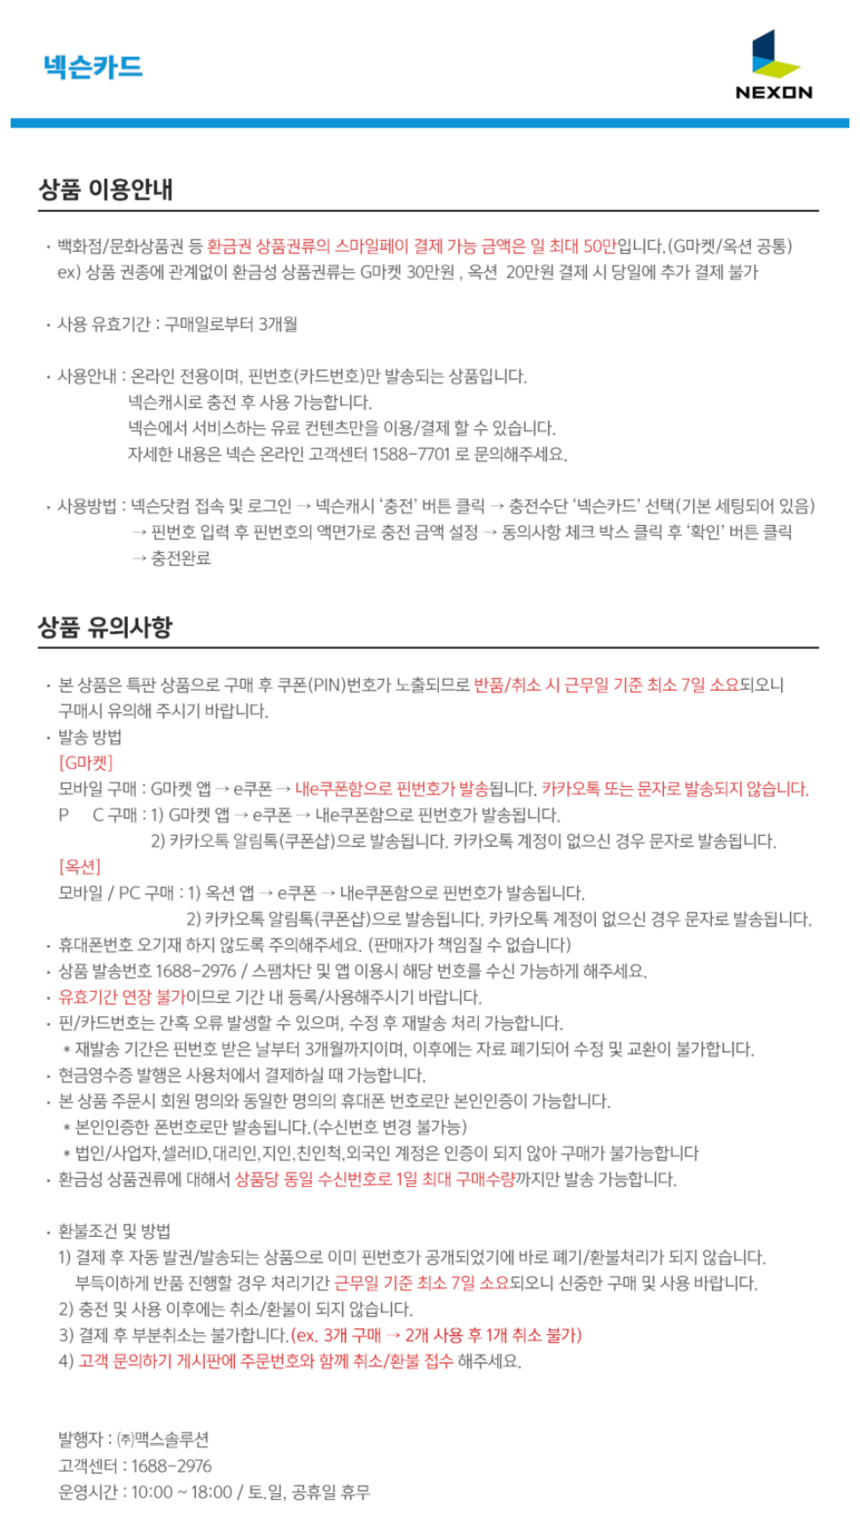 넥슨카드
NEXON
상품 이용안내
· 백화점/문화상품권 등 환금권 상품권류의 스마일페이 결제 가능 금액은 일 최대 50만입니다.(G마켓/옥션 공통)
ex) 상품 권종에 관계없이 환금성 상품권류는 G마켓 30만원 , 옥션 20만원 결제 시 당일에 추가 결제 불가
· 사용 유효기간 : 구매일로부터 3개월
· 사용안내 : 온라인 전용이며, 핀번호(카드번호)만 발송되는 상품입니다.
넥슨캐시로 충전 후 사용 가능합니다.
넥슨에서 서비스하는 유료 컨텐츠만을 이용/결제 할 수 있습니다.
자세한 내용은 넥슨 온라인 고객센터 1588-7701 로 문의해주세요.
· 사용방법 : 넥슨닷컴 접속 및 로그인 → 넥슨캐시 ‘충전’ 버튼 클릭 → 충전수단 ‘넥슨카드’ 선택(기본 세팅되어 있음)
→ 핀번호 입력 후 핀번호의 액면가로 충전 금액 설정 → 동의사항 체크 박스 클릭 후 ‘확인’ 버튼 클릭
→ 충전완료
상품 유의사항
· 본 상품은 특판 상품으로 구매 후 쿠폰(PIN)번호가 노출되므로 반품/취소 시 근무일 기준 최소 7일 소요되오니
구매시 유의해 주시기 바랍니다.
· 발송 방법
[G마켓]
모바일 구매 : G마켓 앱 → e쿠폰 → 내e쿠폰함으로 핀번호가 발송됩니다. 카카오톡 또는 문자로 발송되지 않습니다.
P C 구매 : 1) G마켓 앱 → e쿠폰 → 내e쿠폰함으로 핀번호가 발송됩니다.
2) 카카오톡 알림톡(쿠폰샵)으로 발송됩니다. 카카오톡 계정이 없으신 경우 문자로 발송됩니다.
[옥션]
모바일 / PC 구매 : 1) 옥션 앱 → e쿠폰 → 내e쿠폰함으로 핀번호가 발송됩니다.
2) 카카오톡 알림톡(쿠폰샵)으로 발송됩니다. 카카오톡 계정이 없으신 경우 문자로 발송됩니다.
· 휴대폰번호 오기재 하지 않도록 주의해주세요. (판매자가 책임질 수 없습니다)
· 상품 발송번호 1688-2976 / 스팸차단 및 앱 이용시 해당 번호를 수신 가능하게 해주세요.
· 유효기간 연장 불가이므로 기간 내 등록/사용해주시기 바랍니다.
· 핀/카드번호는 간혹 오류 발생할 수 있으며, 수정 후 재발송 처리 가능합니다.
* 재발송 기간은 핀번호 받은 날부터 3개월까지이며, 이후에는 자료 폐기되어 수정 및 교환이 불가합니다.
· 현금영수증 발행은 사용처에서 결제하실 때 가능합니다.
· 본 상품 주문시 회원 명의와 동일한 명의의 휴대폰 번호로만 본인인증이 가능합니다.
* 본인인증한 폰번호로만 발송됩니다.(수신번호 변경 불가능)
* 법인/사업자,셀러ID,대리인,지인,친인척,외국인 계정은 인증이 되지 않아 구매가 불가능합니다
· 환금성 상품권류에 대해서 상품당 동일 수신번호로 1일 최대 구매수량까지만 발송 가능합니다.
· 환불조건 및 방법
1) 결제 후 자동 발권/발송되는 상품으로 이미 핀번호가 공개되었기에 바로 폐기/환불처리가 되지 않습니다.
부득이하게 반품 진행할 경우 처리기간 근무일 기준 최소 7일 소요되오니 신중한 구매 및 사용 바랍니다.
2) 충전 및 사용 이후에는 취소/환불이 되지 않습니다.
3) 결제 후 부분취소는 불가합니다.(ex. 3개 구매 → 2개 사용 후 1개 취소 불가)
4) 고객 문의하기 게시판에 주문번호와 함께 취소/환불 접수 해주세요.
발행자 : ㈜맥스솔루션
고객센터 : 1688-2976
운영시간 : 10:00 ~ 18:00 / 토.일, 공휴일 휴무